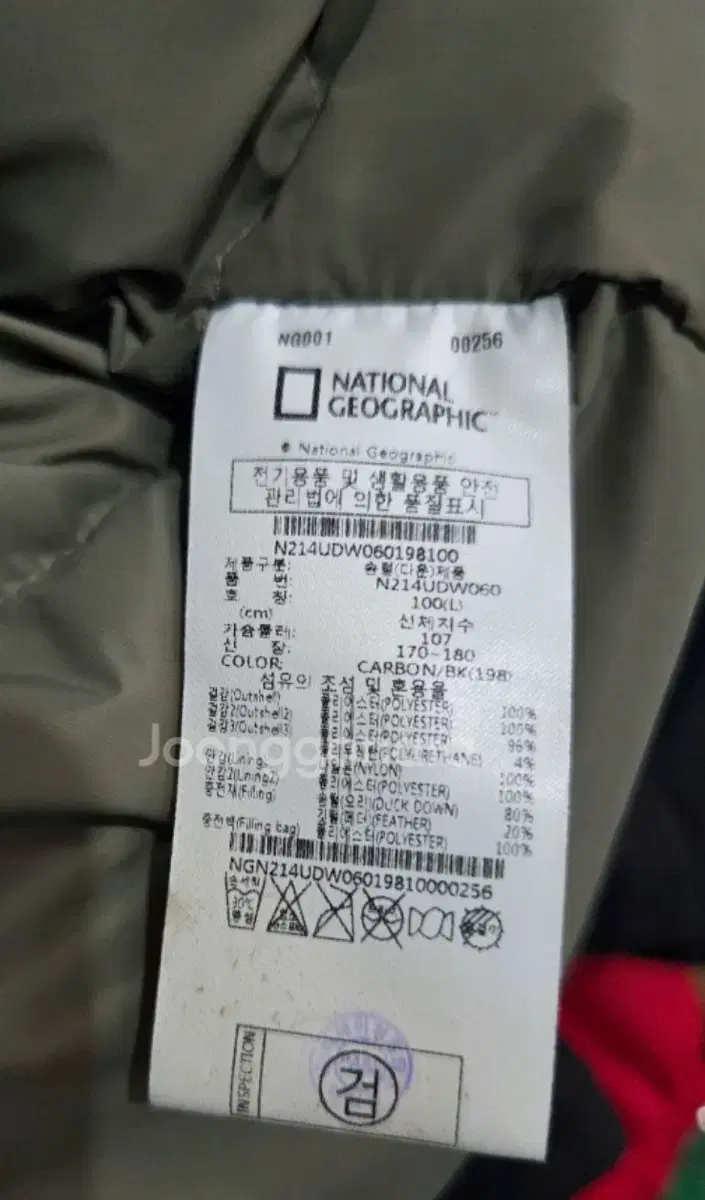 NG001 00256
NATIONAL
GEOGRAPHIC™
© National Geographic
전기용품 및 생활용품 안전
관리법에 의한 품질표시
N214UDW060198100
제품구분: 솜털(다운)제품
품 번: N214UDW060
호 칭: 100(L)
(cm) 신체치수
가슴둘레: 107
신 장: 170~180
COLOR: CARBON/BK(198)
섬유의 조성 및 혼용율
겉감(Outshell) 폴리에스터(POLYESTER) 100%
겉감2(Outshell2) 폴리에스터(POLYESTER) 100%
겉감3(Outshell3) 폴리에스터(POLYESTER) 96%
폴리우레탄(POLYURETHANE) 4%
안감(Lining) 나일론(NYLON) 100%
안감2(Lining2) 폴리에스터(POLYESTER) 100%
충전재(Filling) 솜털(오리)(DUCK DOWN) 80%
깃털(페더)(FEATHER) 20%
충전백(Filling bag) 폴리에스터(POLYESTER) 100%
NGN214UDW06019810000256
손세탁
30℃
중성
INSPECTION
검